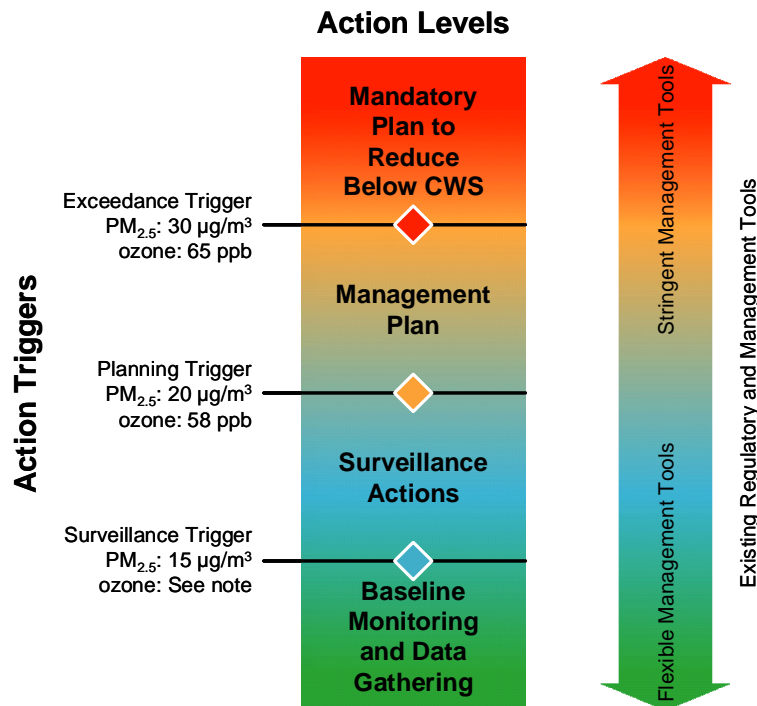 Action Levels
Mandatory
Plan to
Reduce
Below CWS
Exceedance Trigger
PM₂.₅: 30 µg/m³
ozone: 65 ppb
Management
Plan
Planning Trigger
PM₂.₅: 20 µg/m³
ozone: 58 ppb
Surveillance
Actions
Surveillance Trigger
PM₂.₅: 15 µg/m³
ozone: See note
Baseline
Monitoring
and Data
Gathering
Action Triggers
Stringent Management Tools
Flexible Management Tools
Existing Regulatory and Management Tools